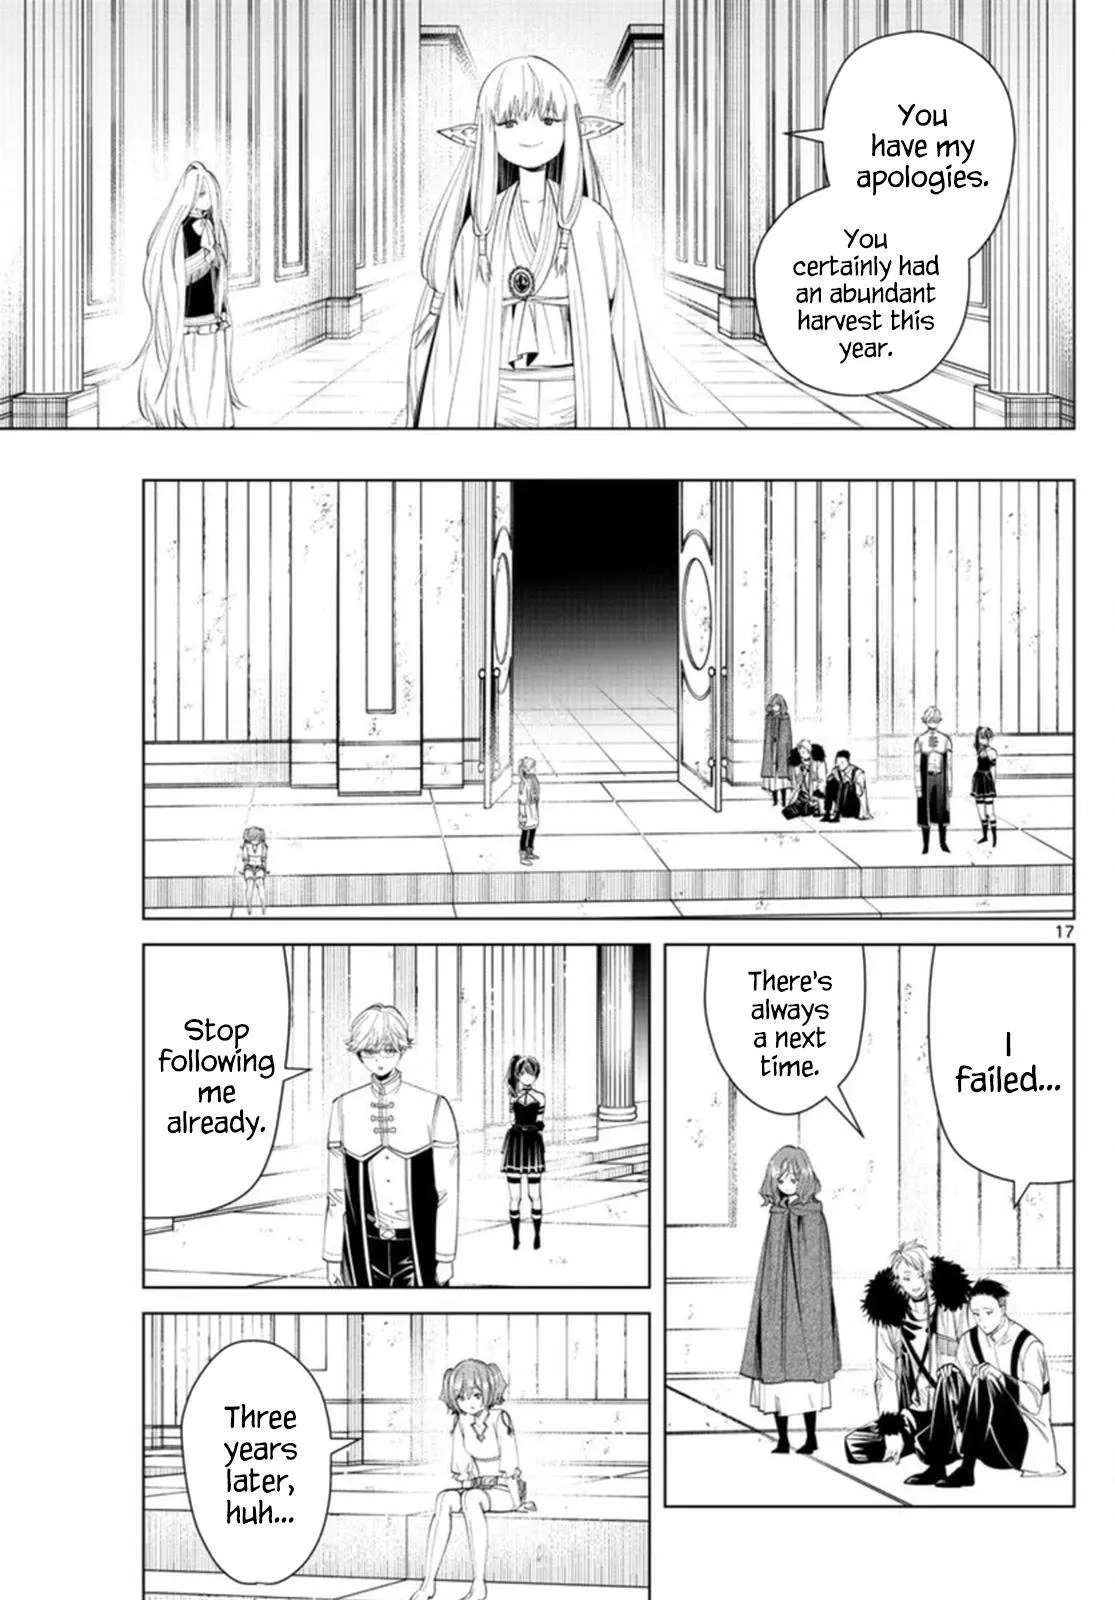 You
have my
apologies.
You
certainly had
an abundant
harvest this
year.
17
I
failed...
There's
always
a next
time.
Stop
following
me
already.
Three
years
later,
huh...